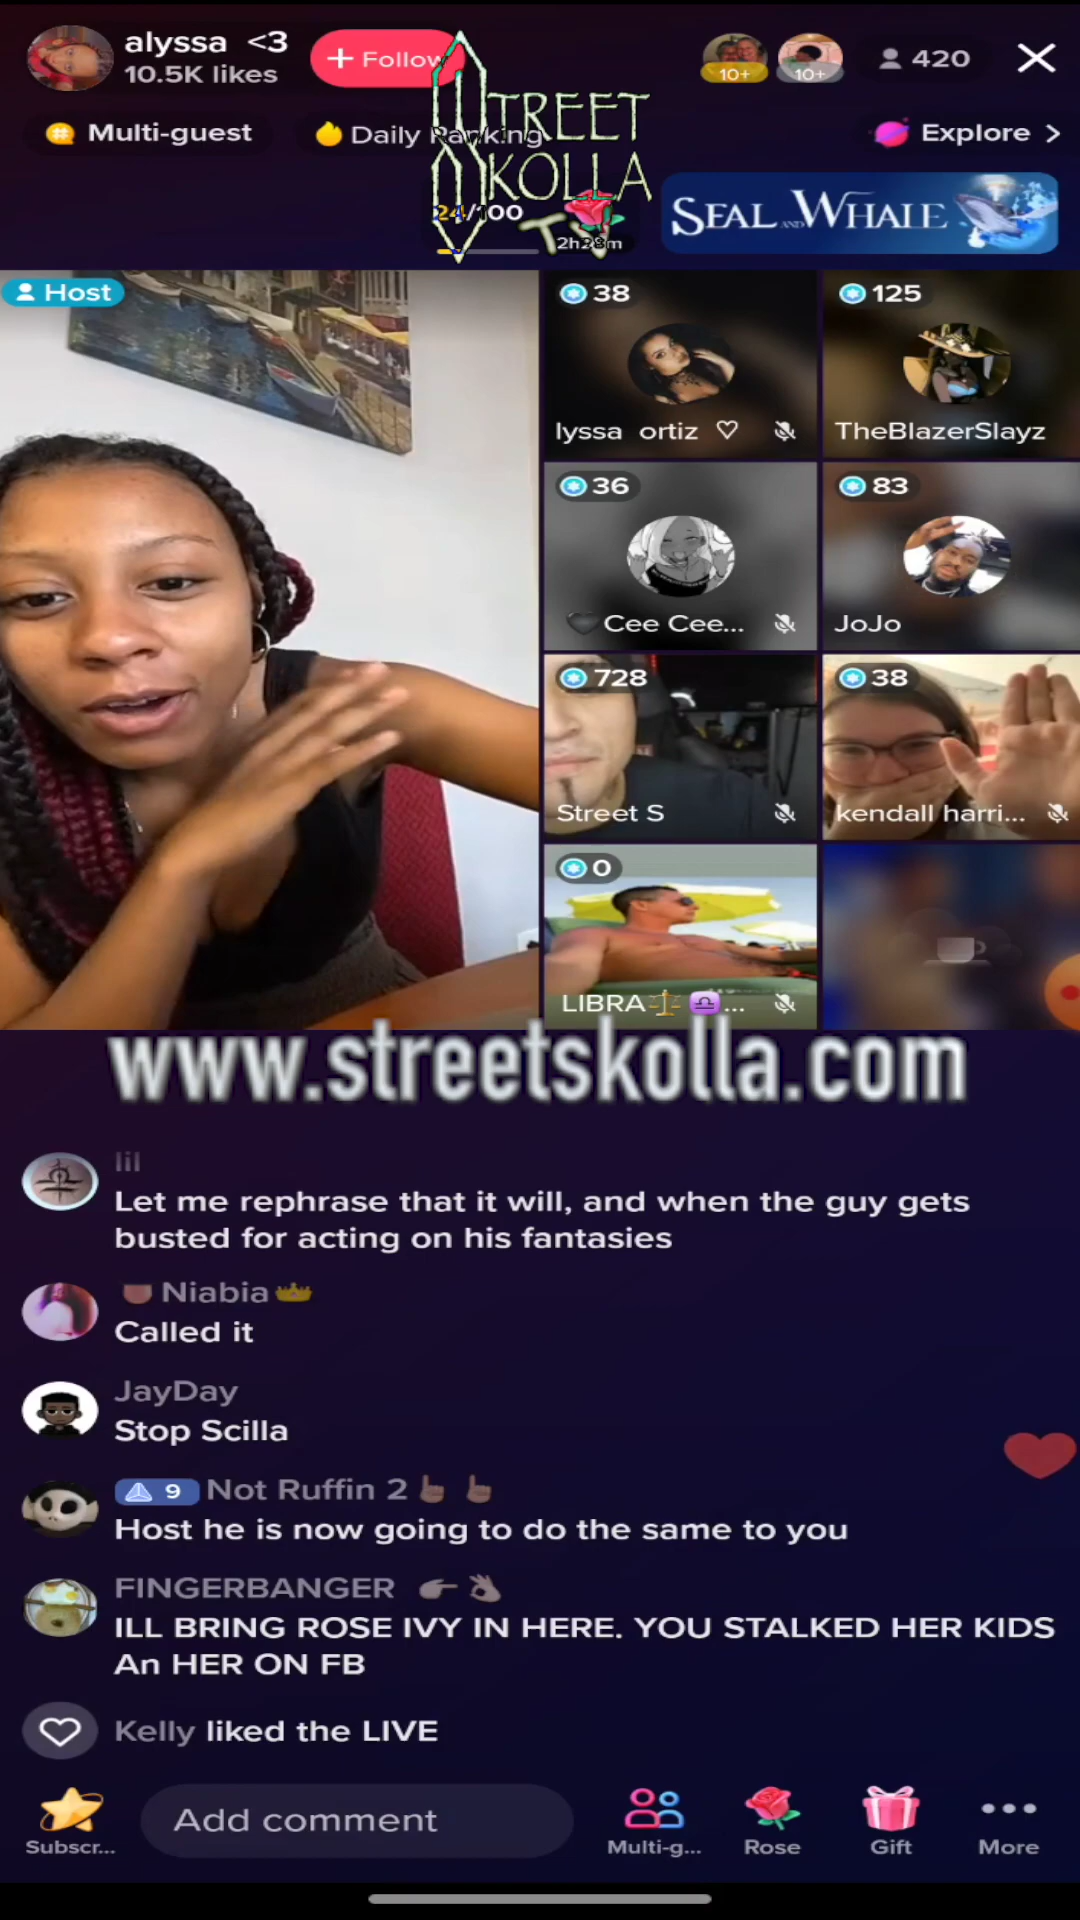 alyssa <3
10.5K likes
+ Follow
10+
10+
420
Multi-guest
Daily Ranking
Explore >
STREET
SKOLLA
TV
24/100
2h28m
SEAL AND WHALE
Host
38
lyssa ortiz ♡
125
TheBlazerSlayz
36
🖤Cee Cee...
83
JoJo
728
Street S
38
kendall harri...
0
LIBRA⚖️♎...
www.streetskolla.com
lil
Let me rephrase that it will, and when the guy gets
busted for acting on his fantasies
👅Niabia👑
Called it
JayDay
Stop Scilla
9 Not Ruffin 2👆🏿 👆🏿
Host he is now going to do the same to you
FINGERBANGER 👉🏿👌🏿
ILL BRING ROSE IVY IN HERE. YOU STALKED HER KIDS
An HER ON FB
Kelly liked the LIVE
Subscr...
Add comment
Multi-g...
Rose
Gift
More